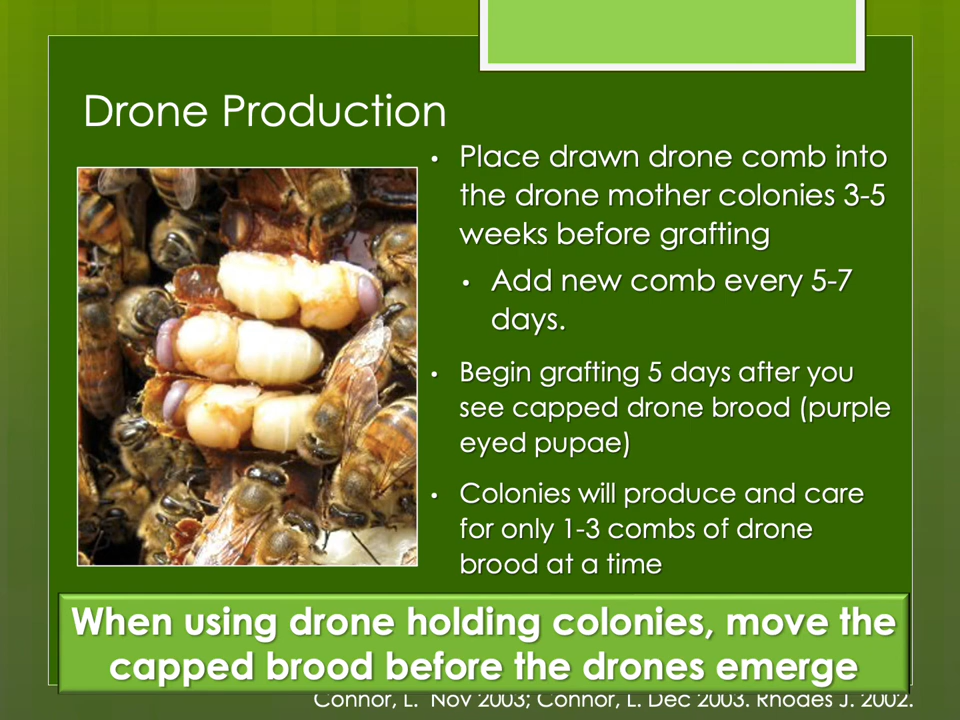 Drone Production
• Place drawn drone comb into
the drone mother colonies 3-5
weeks before grafting
• Add new comb every 5-7
days.
• Begin grafting 5 days after you
see capped drone brood (purple
eyed pupae)
• Colonies will produce and care
for only 1-3 combs of drone
brood at a time
When using drone holding colonies, move the
capped brood before the drones emerge
Connor, L. Nov 2003; Connor, L. Dec 2003. Rhodes J. 2002.